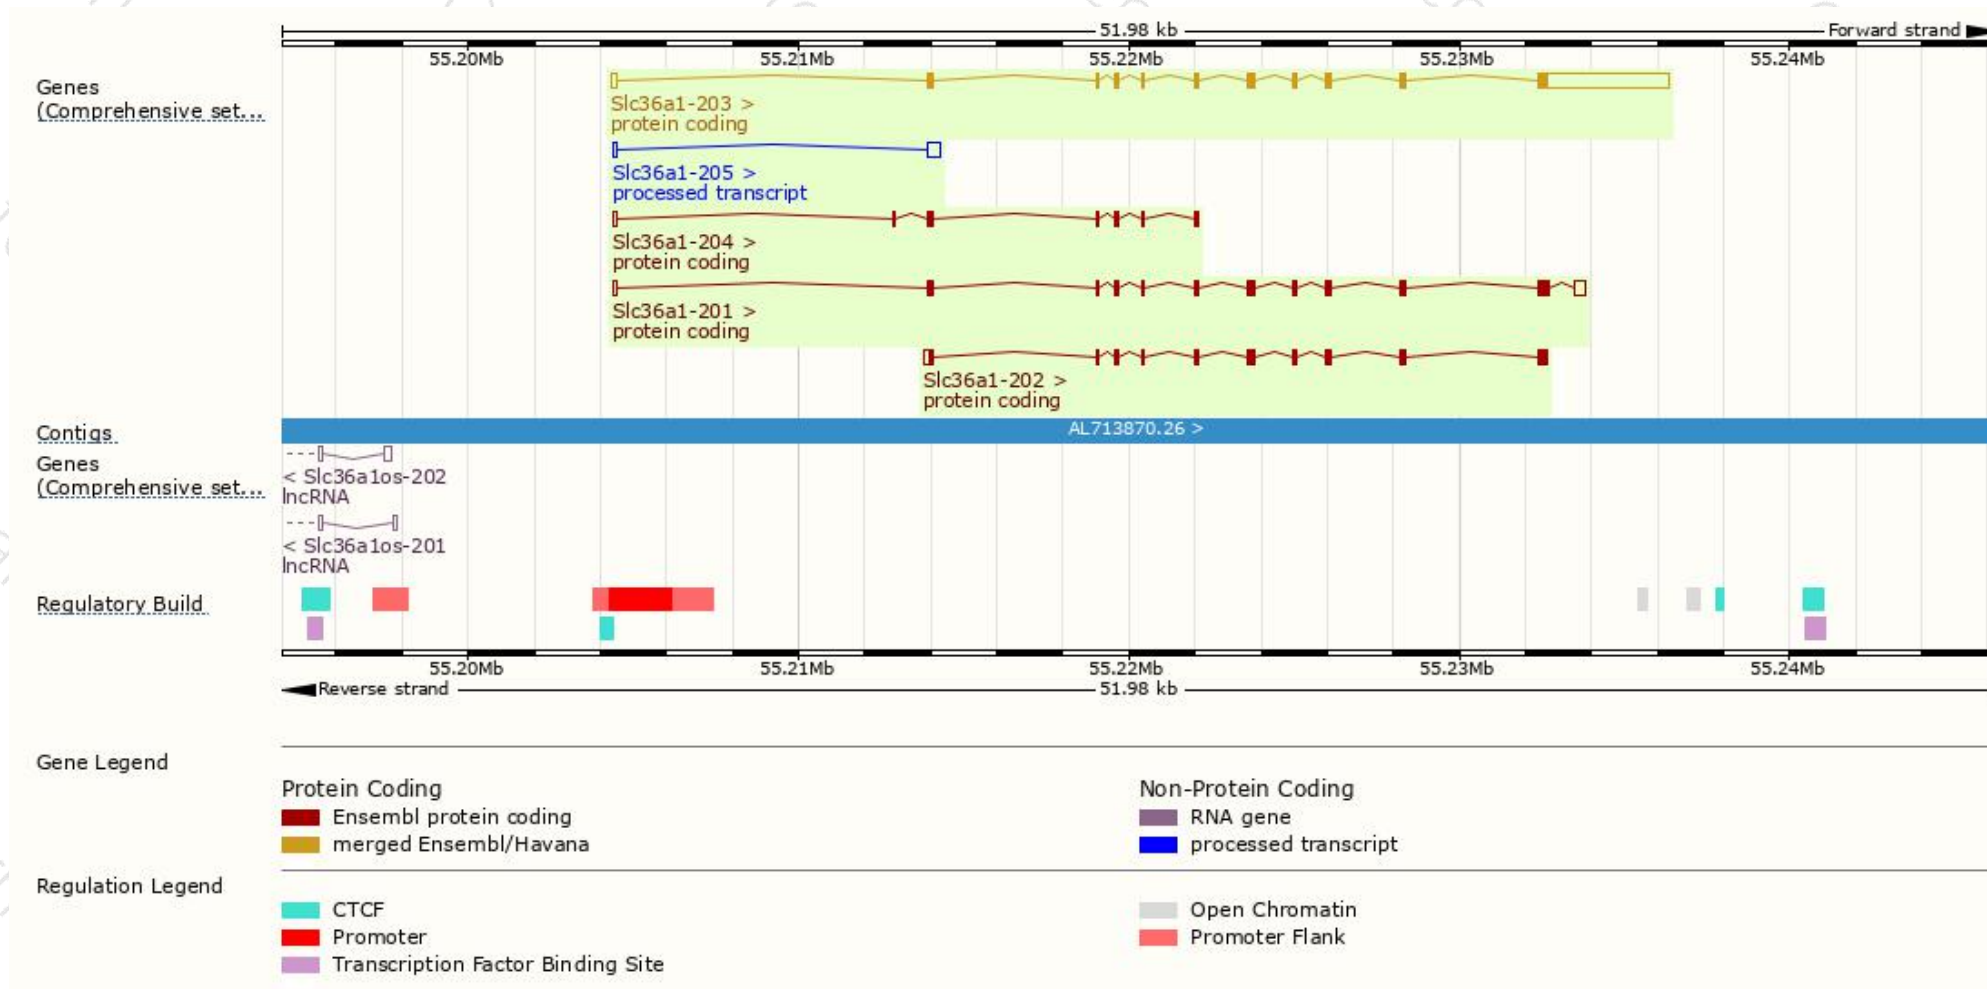 51.98 kb
Forward strand
55.20Mb 55.21Mb 55.22Mb 55.23Mb 55.24Mb
Genes
(Comprehensive set...
Slc36a1-203 >
protein coding
Slc36a1-205 >
processed transcript
Slc36a1-204 >
protein coding
Slc36a1-201 >
protein coding
Slc36a1-202 >
protein coding
Contigs
AL713870.26 >
Genes
(Comprehensive set...
< Slc36a1os-202
lncRNA
< Slc36a1os-201
lncRNA
Regulatory Build
55.20Mb 55.21Mb 55.22Mb 55.23Mb 55.24Mb
Reverse strand
51.98 kb
Gene Legend
Protein Coding
Ensembl protein coding
merged Ensembl/Havana
Non-Protein Coding
RNA gene
processed transcript
Regulation Legend
CTCF
Promoter
Transcription Factor Binding Site
Open Chromatin
Promoter Flank